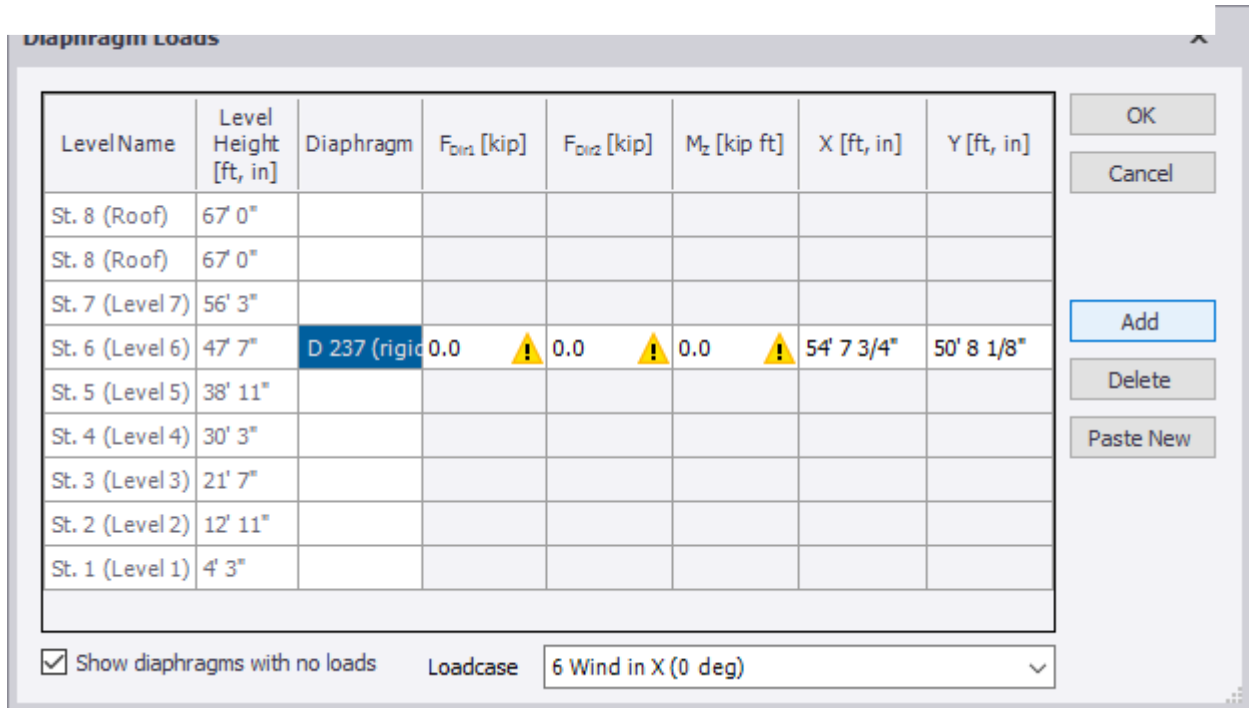 Diaphragm Loads
Level Name Level Height [ft, in] Diaphragm FDir1 [kip] FDir2 [kip] Mz [kip ft] X [ft, in] Y [ft, in]
St. 8 (Roof) 67' 0"
St. 8 (Roof) 67' 0"
St. 7 (Level 7) 56' 3"
St. 6 (Level 6) 47' 7" D 237 (rigid 0.0 0.0 0.0 54' 7 3/4" 50' 8 1/8"
St. 5 (Level 5) 38' 11"
St. 4 (Level 4) 30' 3"
St. 3 (Level 3) 21' 7"
St. 2 (Level 2) 12' 11"
St. 1 (Level 1) 4' 3"
OK
Cancel
Add
Delete
Paste New
Show diaphragms with no loads Loadcase 6 Wind in X (0 deg)